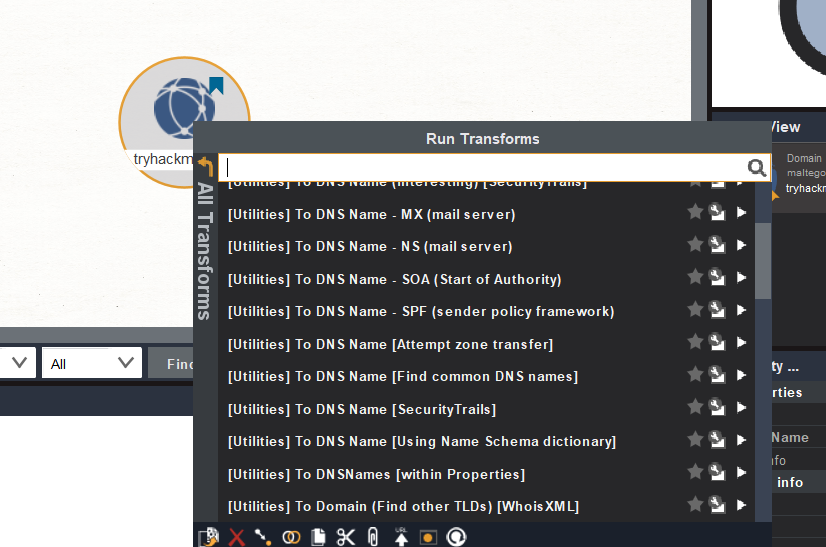 tryhackm
Run Transforms
All Transforms
[Utilities] To DNS Name (interesting) [SecurityTrails]
[Utilities] To DNS Name - MX (mail server)
[Utilities] To DNS Name - NS (mail server)
[Utilities] To DNS Name - SOA (Start of Authority)
[Utilities] To DNS Name - SPF (sender policy framework)
[Utilities] To DNS Name [Attempt zone transfer]
[Utilities] To DNS Name [Find common DNS names]
[Utilities] To DNS Name [SecurityTrails]
[Utilities] To DNS Name [Using Name Schema dictionary]
[Utilities] To DNSNames [within Properties]
[Utilities] To Domain (Find other TLDs) [WhoisXML]
URL
All
Find
View
Domain
maltego
tryhackm
ty ...
rties
Name
nfo
info